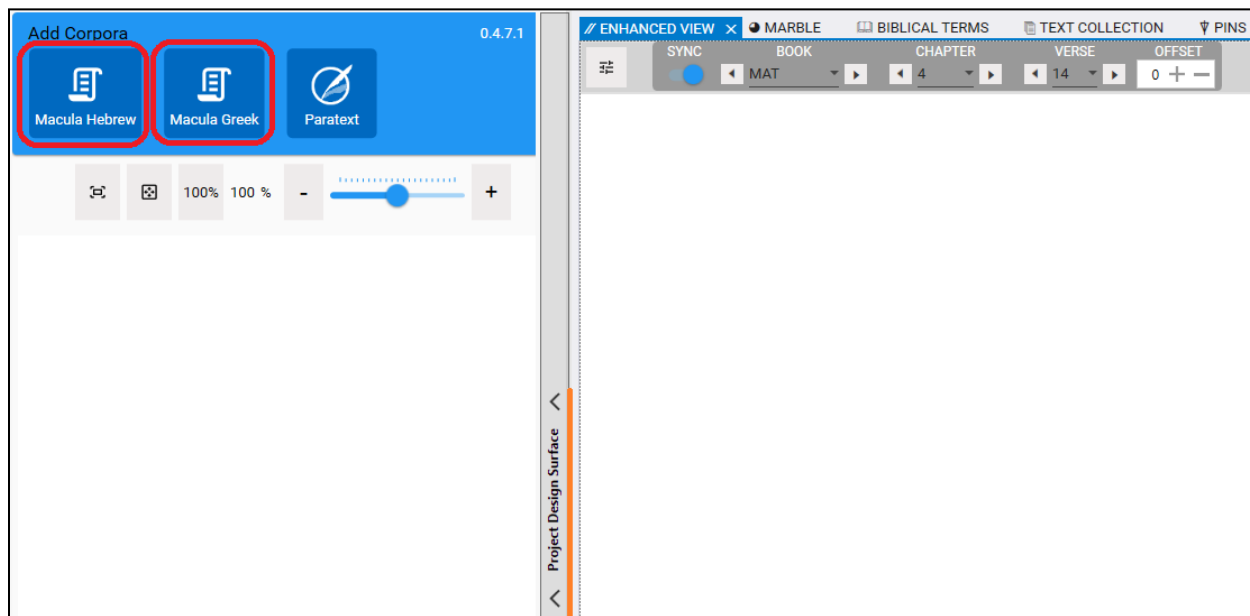 Add Corpora 0.4.7.1
Macula Hebrew Macula Greek Paratext
100% 100 % - +
Project Design Surface
// ENHANCED VIEW X MARBLE BIBLICAL TERMS TEXT COLLECTION PINS
SYNC BOOK CHAPTER VERSE OFFSET
MAT 4 14 0 + —